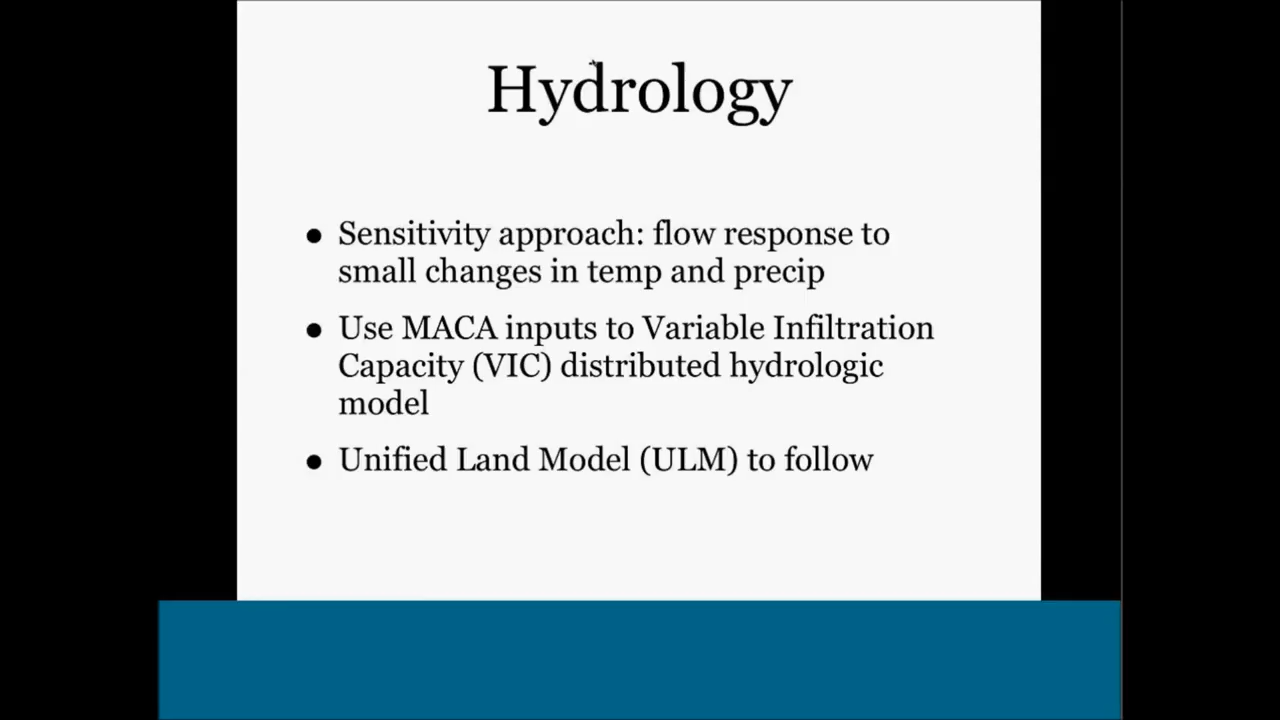 Hydrology
● Sensitivity approach: flow response to
small changes in temp and precip
● Use MACA inputs to Variable Infiltration
Capacity (VIC) distributed hydrologic
model
● Unified Land Model (ULM) to follow